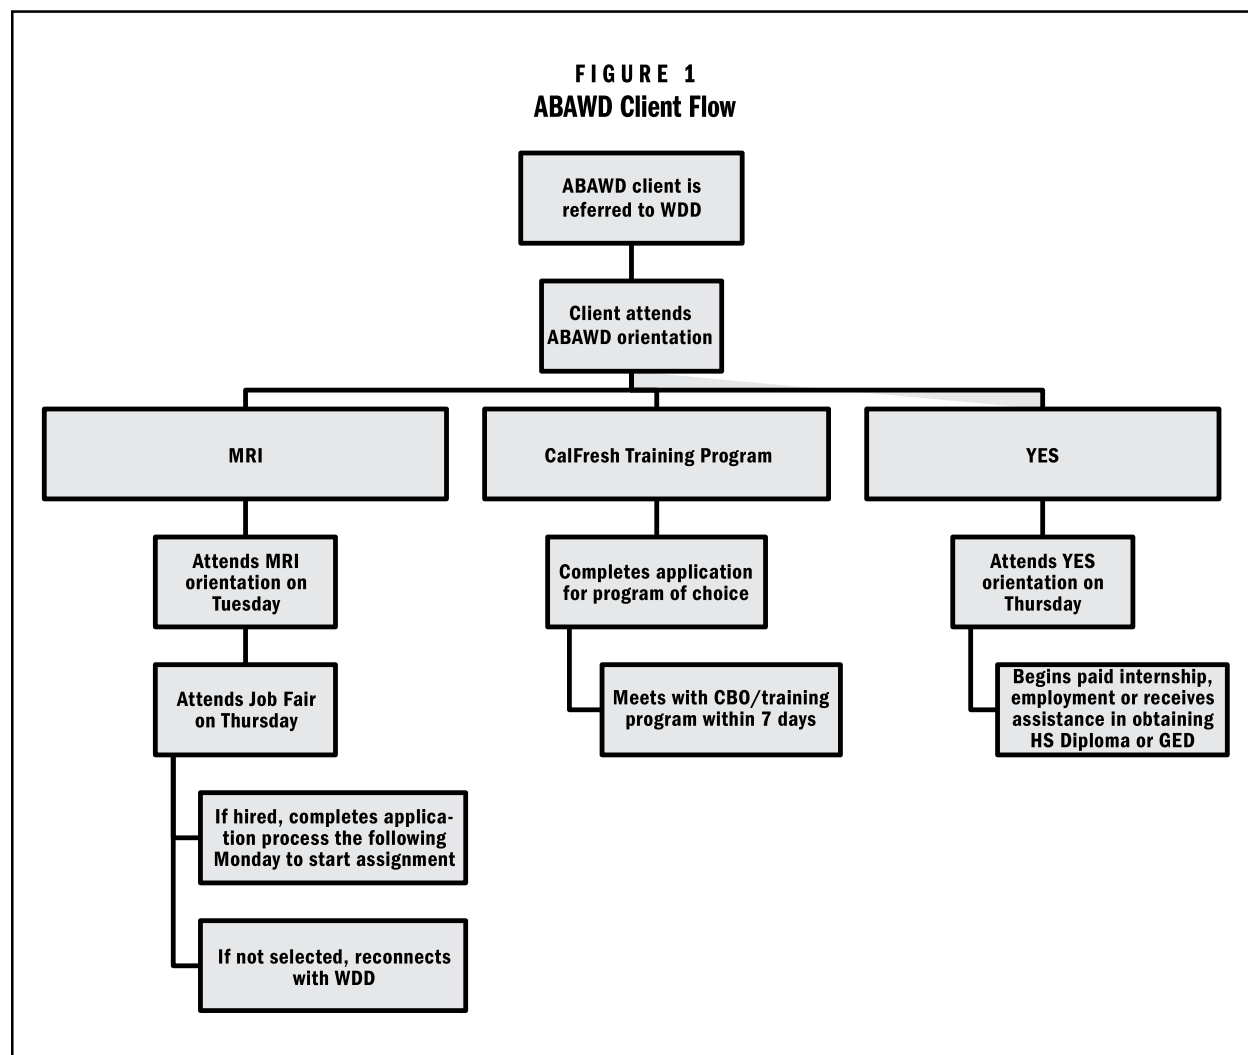 FIGURE 1
ABAWD Client Flow
ABAWD client is
referred to WDD
Client attends
ABAWD orientation
MRI
CalFresh Training Program
YES
Attends MRI
orientation on
Tuesday
Completes application
for program of choice
Attends YES
orientation on
Thursday
Attends Job Fair
on Thursday
Meets with CBO/training
program within 7 days
Begins paid internship,
employment or receives
assistance in obtaining
HS Diploma or GED
If hired, completes applica-
tion process the following
Monday to start assignment
If not selected, reconnects
with WDD